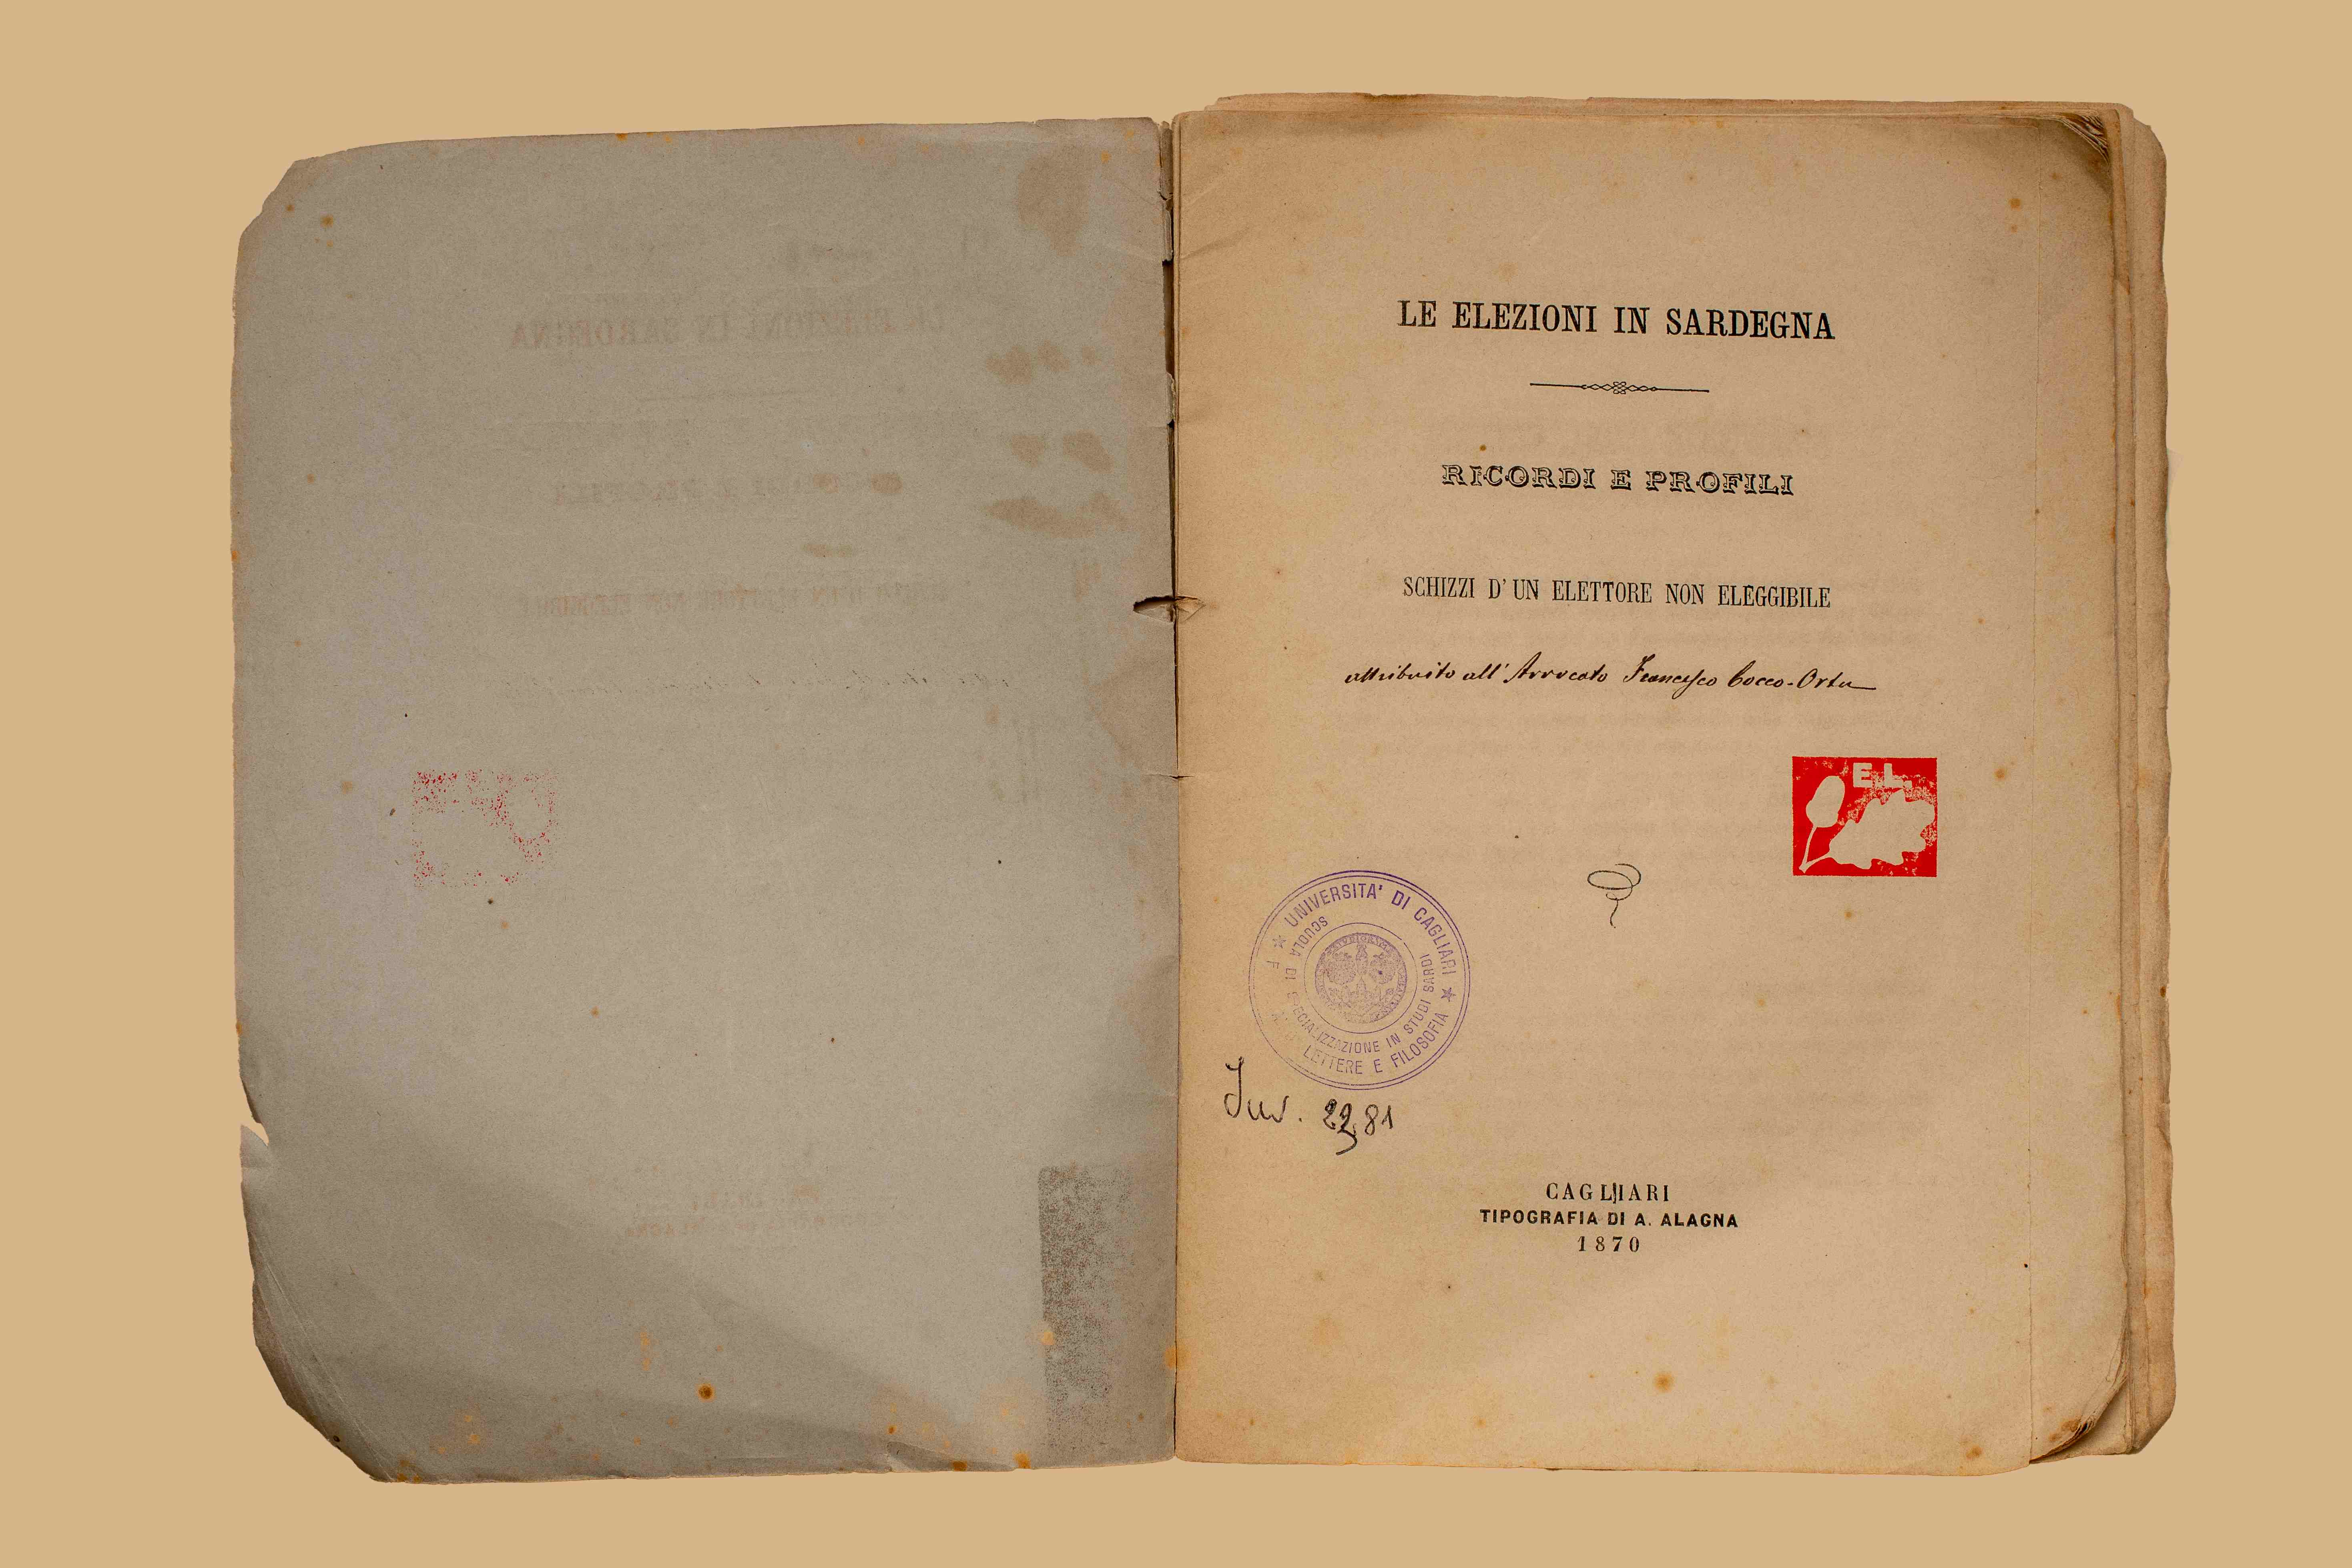 LE ELEZIONI IN SARDEGNA
RICORDI E PROFILI
SCHIZZI D'UN ELETTORE NON ELEGGIBILE
attribuito all'Avvocato Francesco Cocco-Ortu
E.L.
UNIVERSITA' DI CAGLIARI
SCUOLA DI SPECIALIZZAZIONE IN STUDI SARDI
LETTERE E FILOSOFIA
Inv. 2281
CAGLIARI
TIPOGRAFIA DI A. ALAGNA
1870